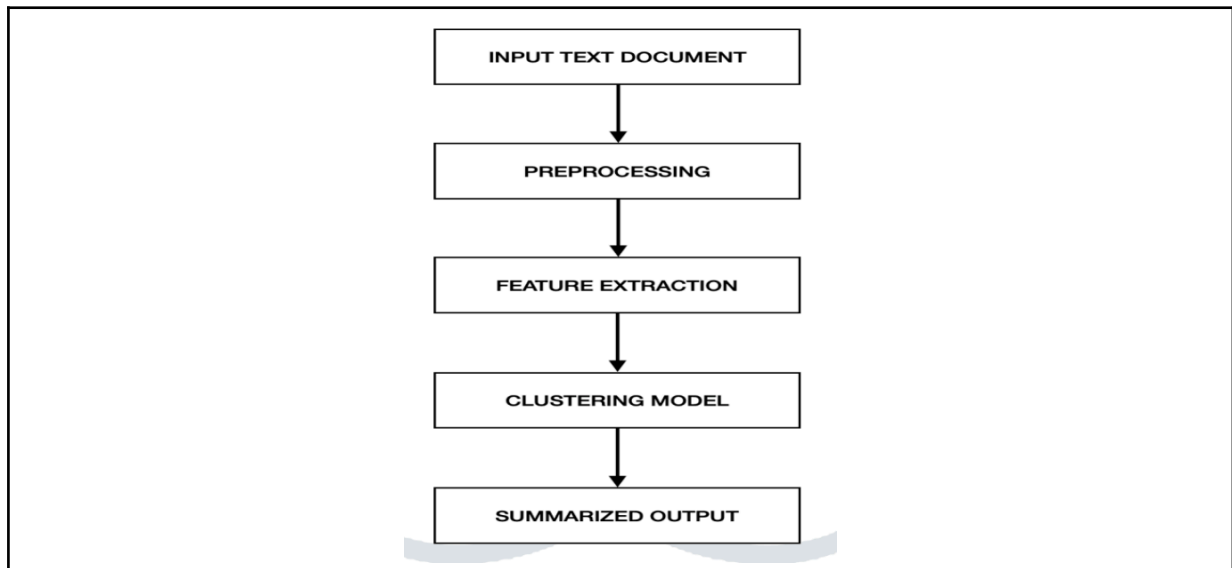 INPUT TEXT DOCUMENT
PREPROCESSING
FEATURE EXTRACTION
CLUSTERING MODEL
SUMMARIZED OUTPUT